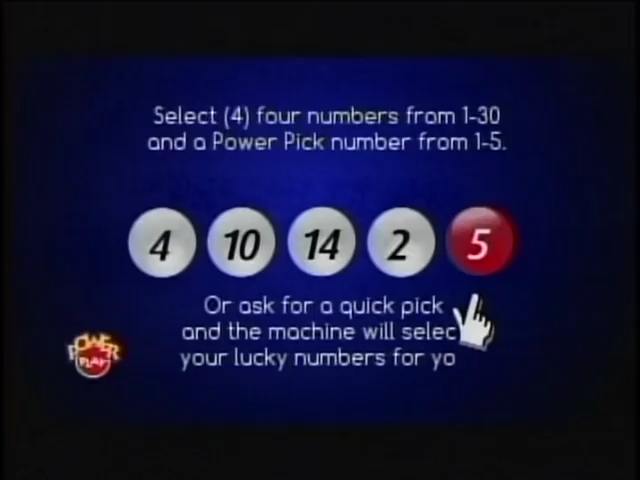 Select (4) four numbers from 1-30
and a Power Pick number from 1-5.
4 10 14 2 5
Or ask for a quick pick
and the machine will selec
your lucky numbers for yo
POWER
PLAY